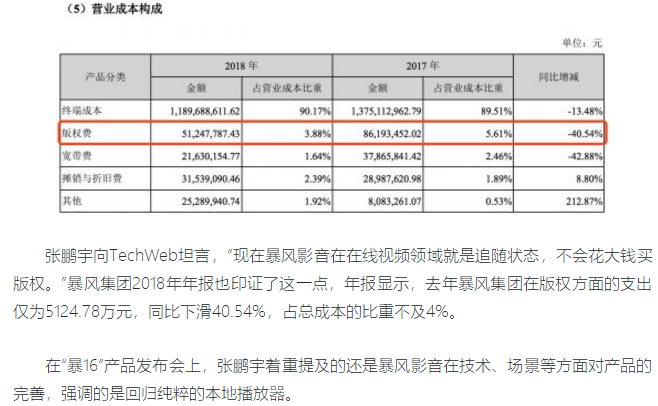 （5）营业成本构成
单位：元
产品分类 2018 年 2017 年 同比增减
金额 占营业成本比重 金额 占营业成本比重
终端成本 1,189,688,611.62 90.17% 1,375,112,962.79 89.51% -13.48%
版权费 51,247,787.43 3.88% 86,193,452.02 5.61% -40.54%
宽带费 21,630,154.77 1.64% 37,865,841.42 2.46% -42.88%
摊销与折旧费 31,539,090.46 2.39% 28,987,620.98 1.89% 8.80%
其他 25,289,940.74 1.92% 8,083,261.07 0.53% 212.87%
张鹏宇向TechWeb坦言，“现在暴风影音在在线视频领域就是追随状态，不会花大钱买
版权。”暴风集团2018年年报也印证了这一点，年报显示，去年暴风集团在版权方面的支出
仅为5124.78万元，同比下滑40.54%，占总成本的比重不及4%。
在“暴16”产品发布会上，张鹏宇着重提及的还是暴风影音在技术、场景等方面对产品的
完善，强调的是回归纯粹的本地播放器。